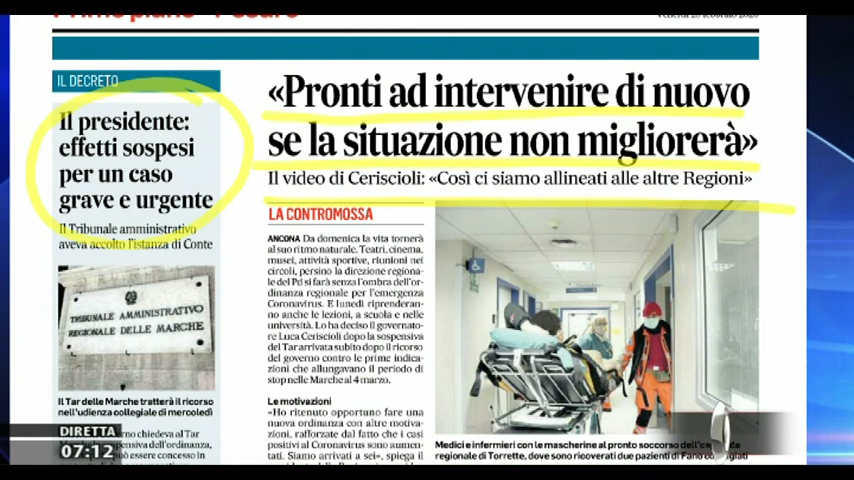 IL DECRETO
Il presidente:
effetti sospesi
per un caso
grave e urgente
Il Tribunale amministrativo
aveva accolto l'istanza di Conte
TRIBUNALE AMMINISTRATIVO
REGIONALE DELLE MARCHE
Il Tar delle Marche tratterà il ricorso
nell'udienza collegiale di mercoledì
«Pronti ad intervenire di nuovo
se la situazione non migliorerà»
Il video di Ceriscioli: «Così ci siamo allineati alle altre Regioni»
LA CONTROMOSSA
ANCONA Da domenica la vita tornerà
al suo ritmo naturale. Teatri, cinema,
musei, attività sportive, riunioni nei
circoli, persino la direzione regiona-
le del Pd si farà senza l'ombra dell'or-
dinanza regionale per l'emergenza
Coronavirus. E lunedì riprenderan-
no anche le lezioni, a scuola e nelle
università. Lo ha deciso il governato-
re Luca Ceriscioli dopo la sospensiva
del Tar arrivata subito dopo il ricorso
del governo contro le prime indica-
zioni che allungavano il periodo di
stop nelle Marche al 4 marzo.
Le motivazioni
«Ho ritenuto opportuno fare una
nuova ordinanza con altre motiva-
zioni, rafforzate dal fatto che i casi
positivi al Coronavirus sono aumen-
tati. Siamo arrivati a sei», spiega il
Medici e infermieri con le mascherine al pronto soccorso
regionale di Torrette, dove sono ricoverati due pazienti di Fano
DIRETTA
07:12